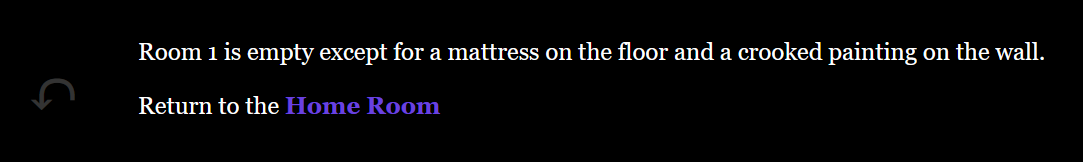 Room 1 is empty except for a mattress on the floor and a crooked painting on the wall.
Return to the Home Room